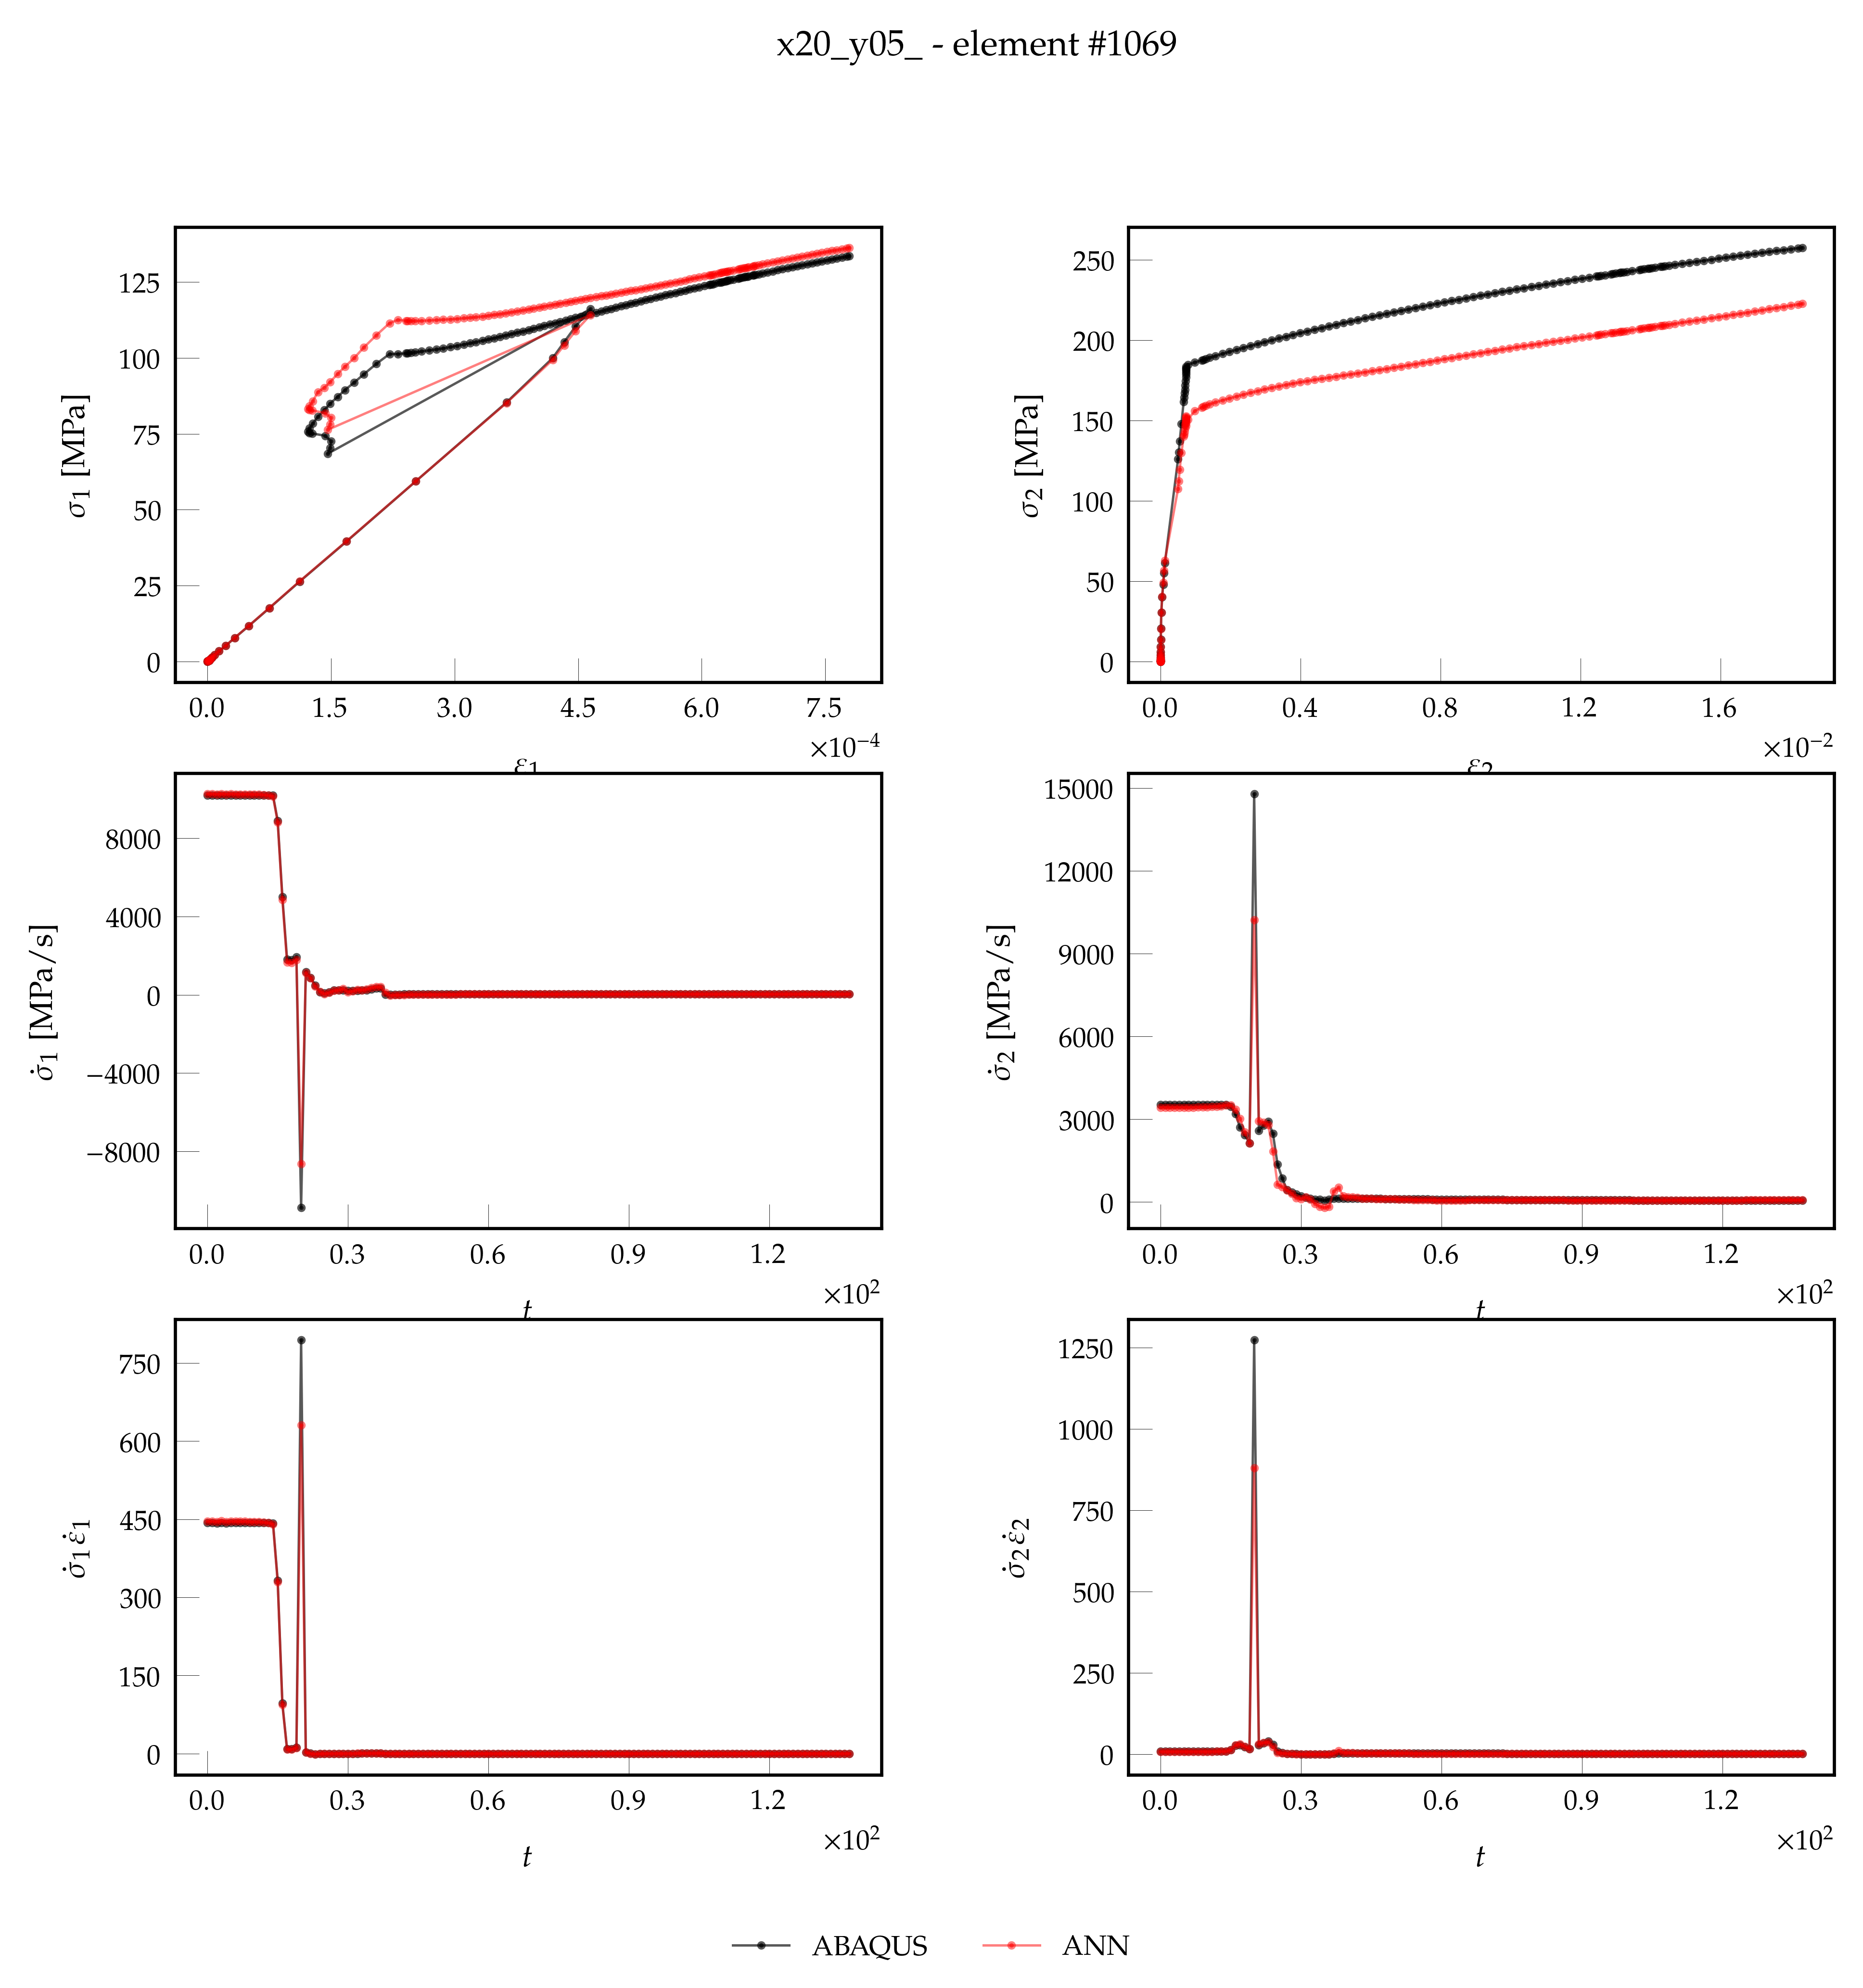 x20_y05_ - element #1069
σ₁ [MPa]
125
100
75
50
25
0
0.0 1.5 3.0 4.5 6.0 7.5
×10⁻⁴
ε₁
σ₂ [MPa]
250
200
150
100
50
0
0.0 0.4 0.8 1.2 1.6
×10⁻²
ε₂
σ̇₁ [MPa/s]
8000
4000
0
−4000
−8000
0.0 0.3 0.6 0.9 1.2
×10²
t
σ̇₂ [MPa/s]
15000
12000
9000
6000
3000
0
0.0 0.3 0.6 0.9 1.2
×10²
t
σ̇₁ε̇₁
750
600
450
300
150
0
0.0 0.3 0.6 0.9 1.2
×10²
t
σ̇₂ε̇₂
1250
1000
750
500
250
0
0.0 0.3 0.6 0.9 1.2
×10²
t
ABAQUS ANN